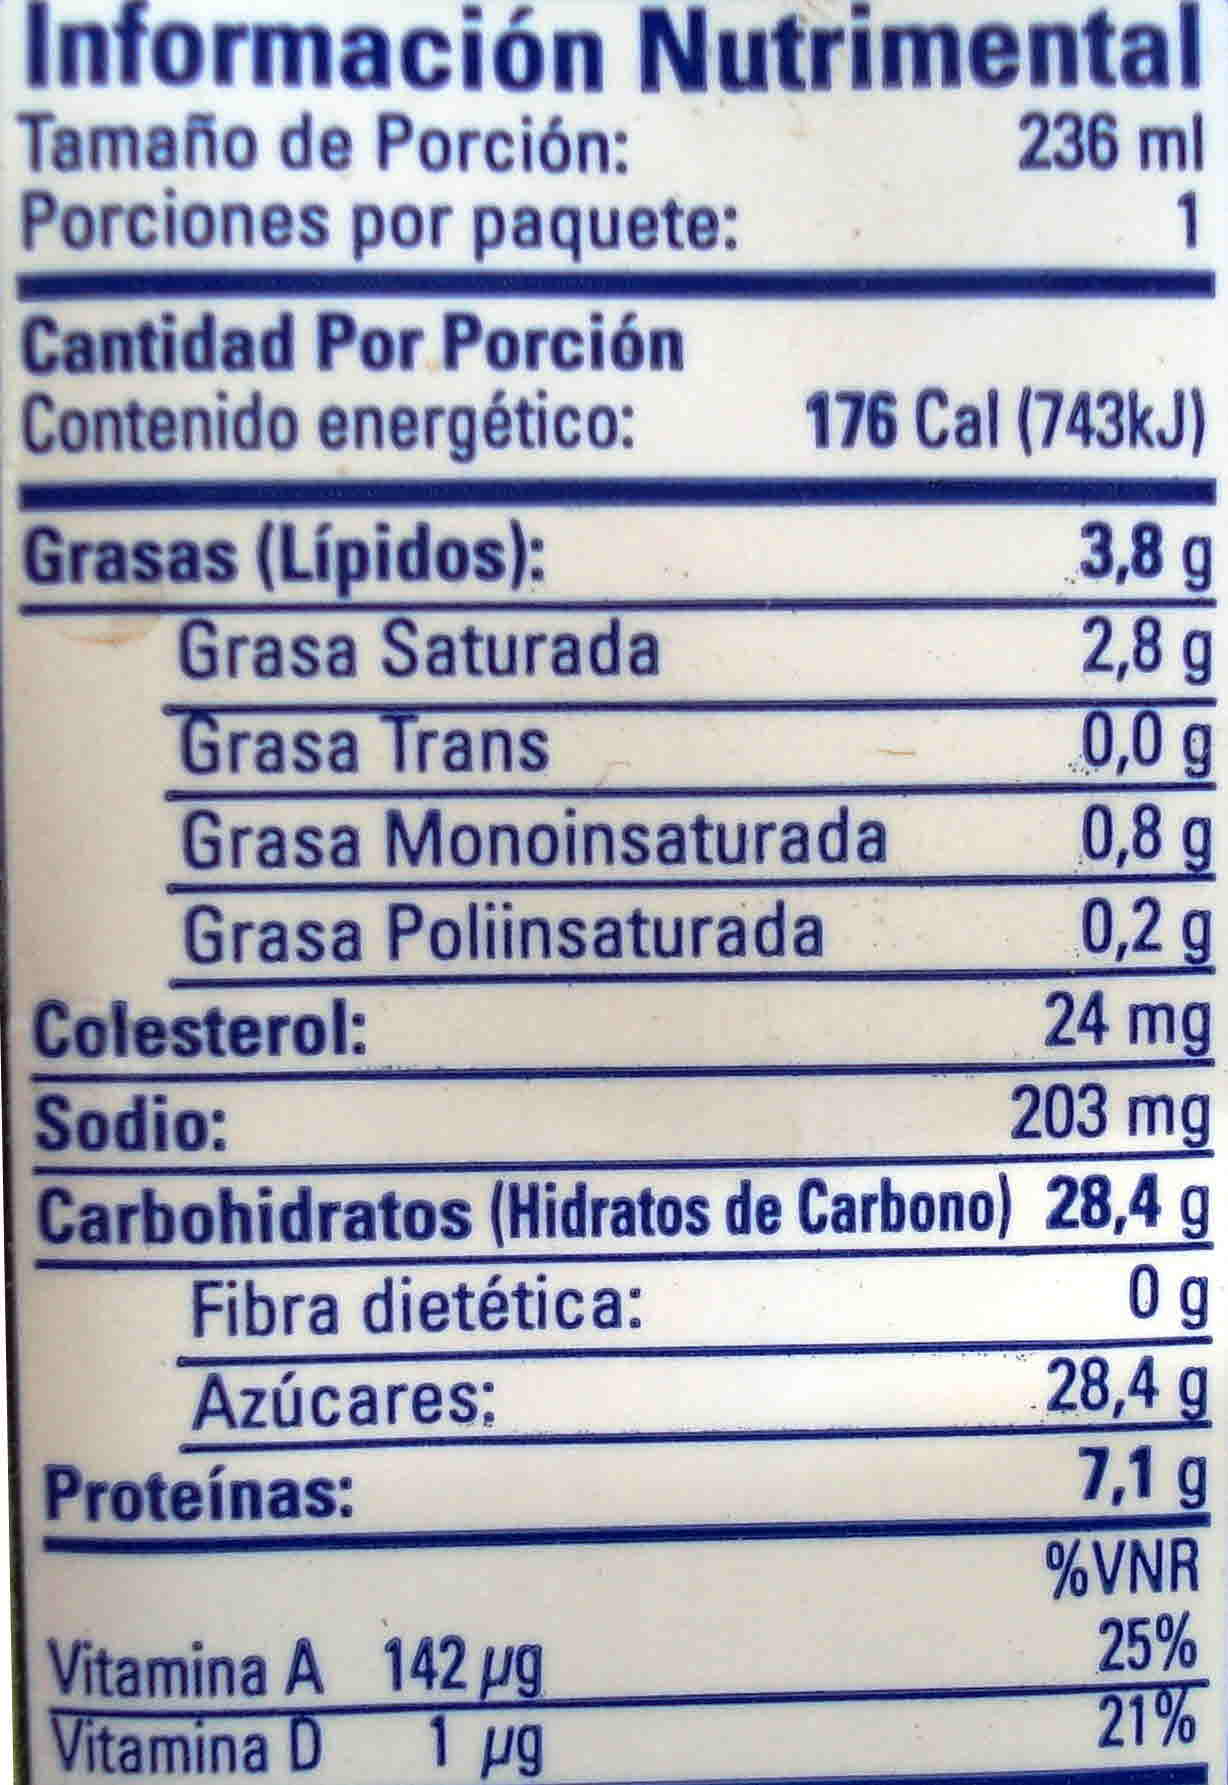 Información Nutrimental
Tamaño de Porción: 236 ml
Porciones por paquete: 1
Cantidad Por Porción
Contenido energético: 176 Cal (743kJ)
Grasas (Lípidos): 3,8 g
Grasa Saturada 2,8 g
Grasa Trans 0,0 g
Grasa Monoinsaturada 0,8 g
Grasa Poliinsaturada 0,2 g
Colesterol: 24 mg
Sodio: 203 mg
Carbohidratos (Hidratos de Carbono) 28,4 g
Fibra dietética: 0 g
Azúcares: 28,4 g
Proteínas: 7,1 g
%VNR
Vitamina A 142 µg 25%
Vitamina D 1 µg 21%